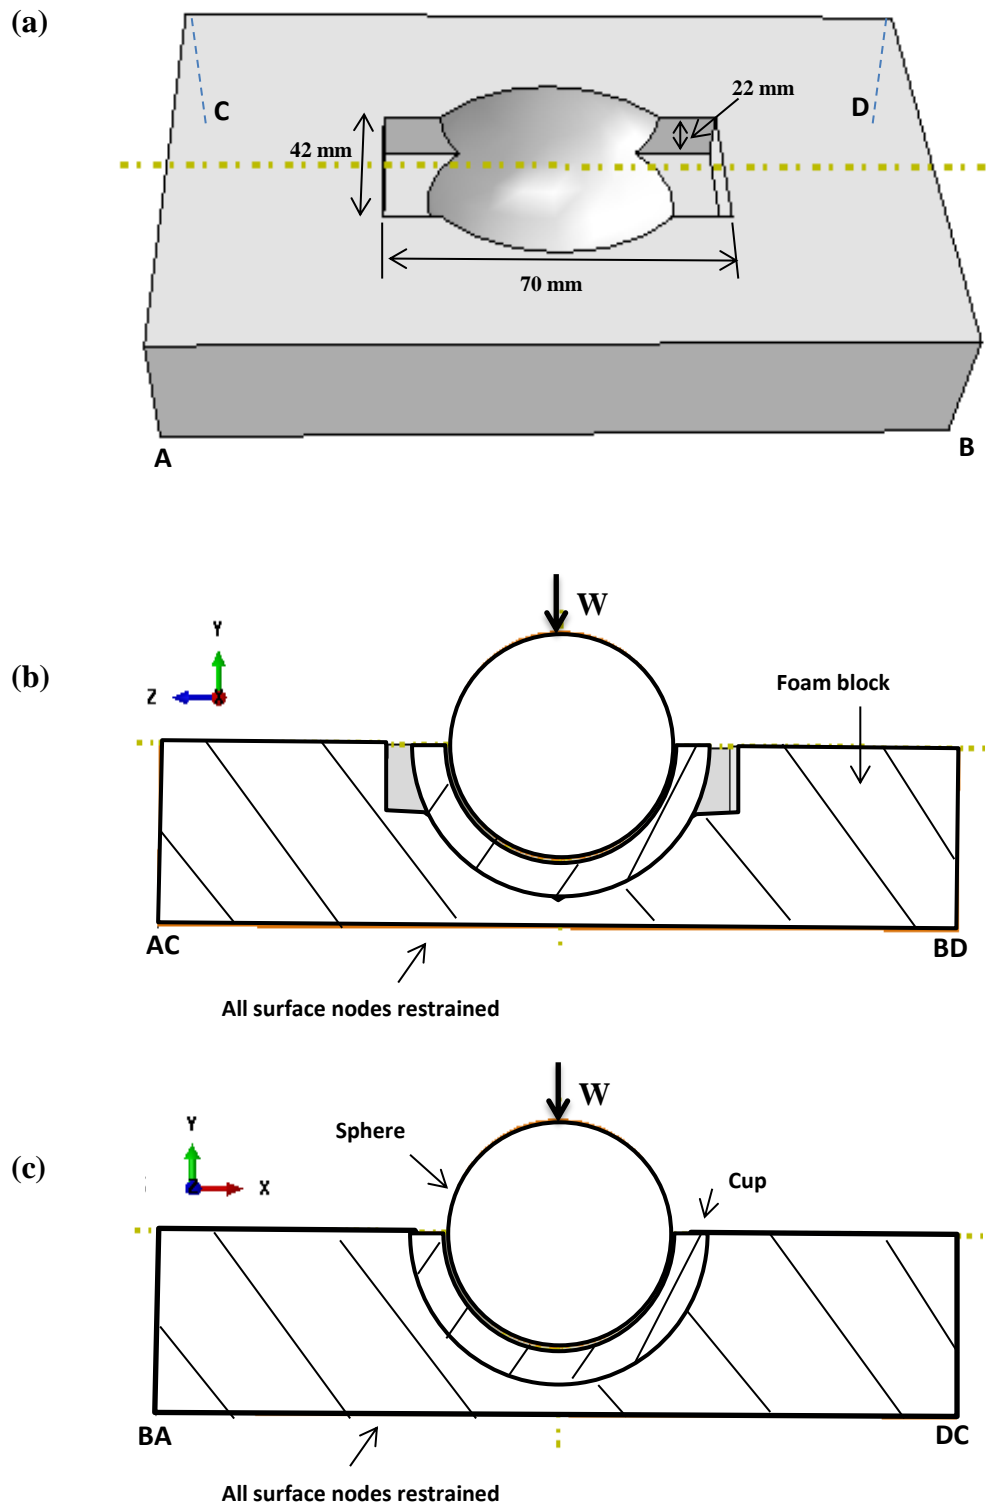 (a)
C
D
22 mm
42 mm
70 mm
A
B
W
(b)
Y
Z
X
Foam block
AC
BD
All surface nodes restrained
W
Sphere
(c)
Y
Z
X
Cup
BA
DC
All surface nodes restrained